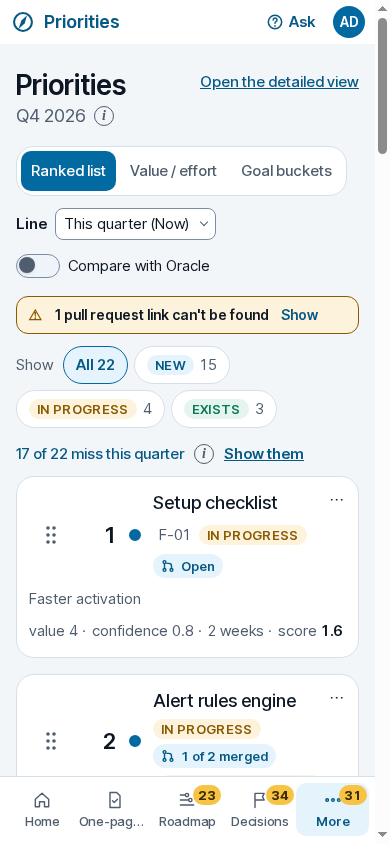 Priorities
Ask
AD
Priorities
Open the detailed view
Q4 2026 i
Ranked list
Value / effort
Goal buckets
Line
This quarter (Now)
Compare with Oracle
1 pull request link can't be found
Show
Show
All 22
NEW 15
IN PROGRESS 4
EXISTS 3
17 of 22 miss this quarter i Show them
Setup checklist
...
1
F-01 IN PROGRESS
Open
Faster activation
value 4 · confidence 0.8 · 2 weeks · score 1.6
Alert rules engine
...
2
IN PROGRESS
1 of 2 merged
Home
One-pag...
Roadmap 23
Decisions 34
More 31